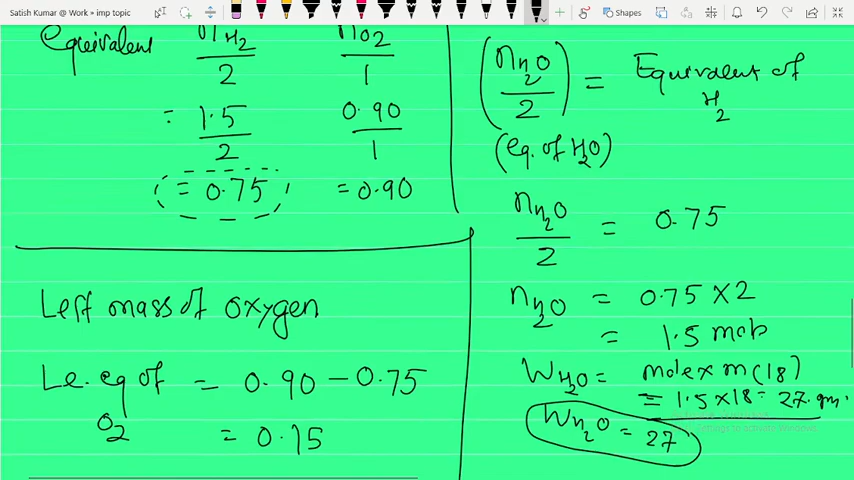 Satish Kumar @ Work » imp topic
Shapes
Equivalent nH2/2 nO2/1
= 1.5/2 0.90/1
= 0.75 = 0.90
Left mass of oxygen
Le. eq of O2 = 0.90 - 0.75
= 0.15
(nH2O/2) = Equivalent of H2
(eq. of H2O)
nH2O/2 = 0.75
nH2O = 0.75 × 2
= 1.5 mol
WH2O = mole × m(18)
= 1.5 × 18 = 27. gm.
WH2O = 27